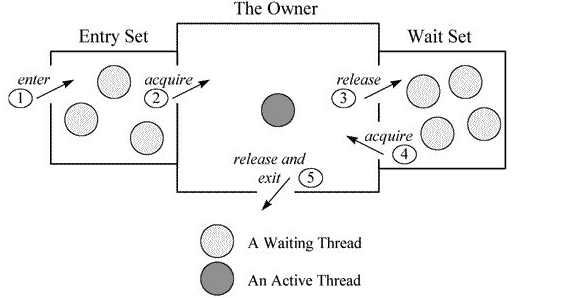 The Owner
Entry Set
Wait Set
enter
1
acquire
2
release
3
acquire
4
release and
exit
5
A Waiting Thread
An Active Thread